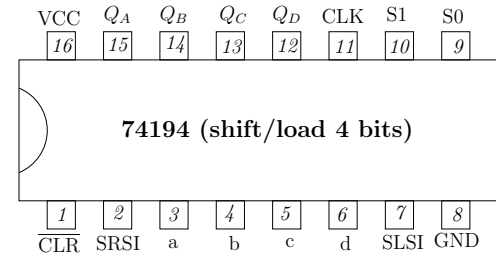 VCC Q_A Q_B Q_C Q_D CLK S1 S0
16 15 14 13 12 11 10 9
74194 (shift/load 4 bits)
1 2 3 4 5 6 7 8
C̅L̅R̅ SRSI a b c d SLSI GND